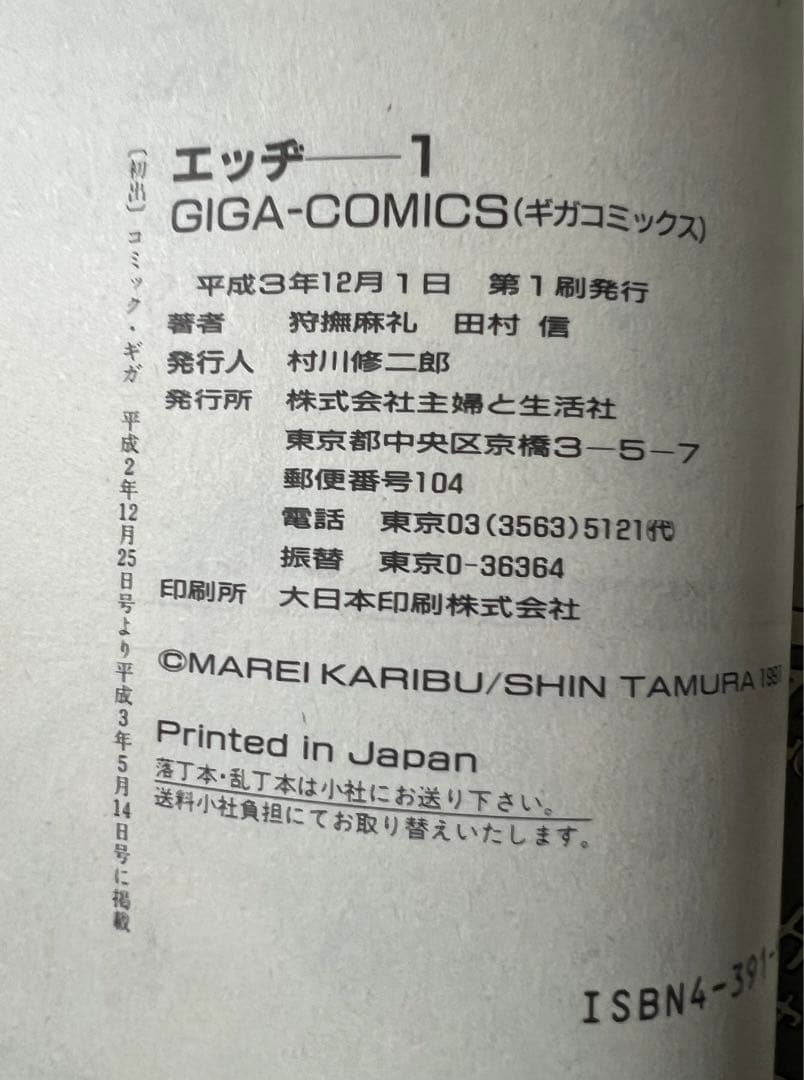 エッヂ――1
GIGA-COMICS(ギガコミックス)
平成3年12月1日 第1刷発行
著者 狩撫麻礼 田村 信
発行人 村川修二郎
発行所 株式会社主婦と生活社
東京都中央区京橋3-5-7
郵便番号104
電話 東京03(3563)5121代
振替 東京0-36364
印刷所 大日本印刷株式会社
©MAREI KARIBU/SHIN TAMURA 1991
Printed in Japan
落丁本・乱丁本は小社にお送り下さい。
送料小社負担にてお取り替えいたします。
ISBN4-391-
〔初出〕コミック・ギガ 平成2年12月25日号より平成3年5月14日号に掲載